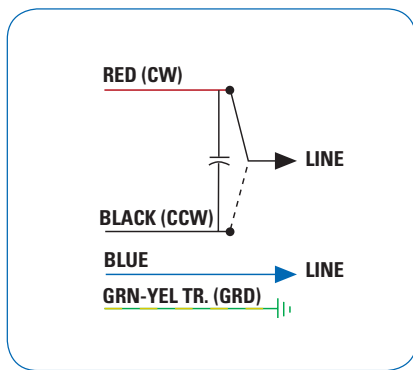 RED (CW)
LINE
BLACK (CCW)
BLUE
LINE
GRN-YEL TR. (GRD)